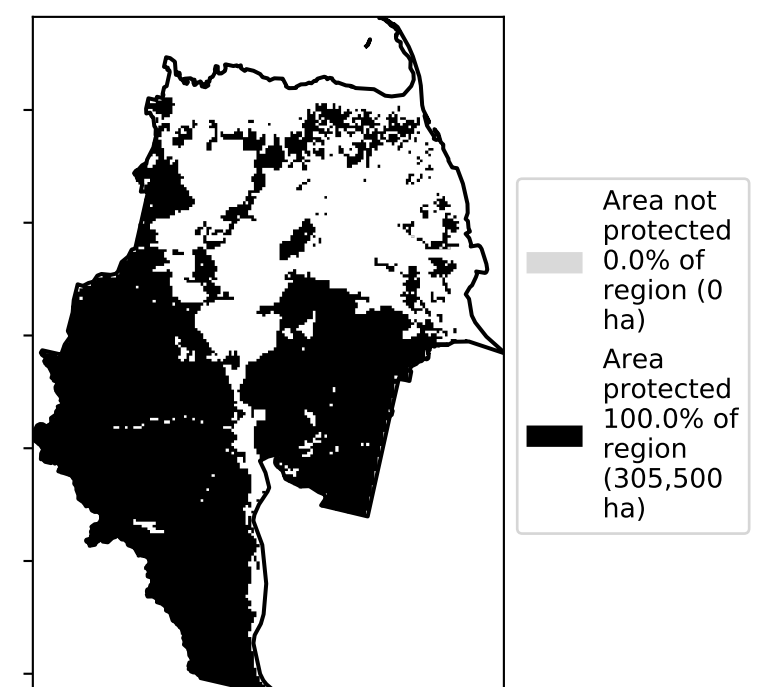 Area not
protected
0.0% of
region (0
ha)
Area
protected
100.0% of
region
(305,500
ha)